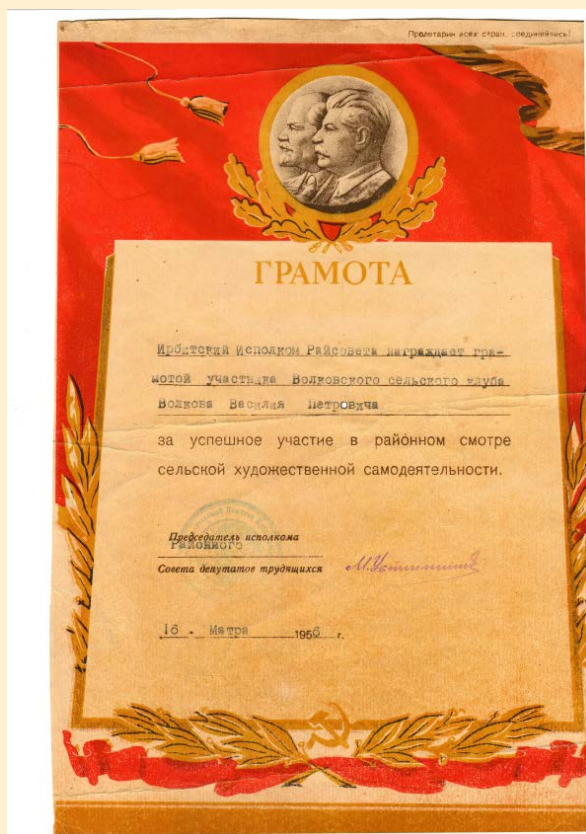 Пролетарии всех стран, соединяйтесь!
ГРАМОТА
Ирбитский Исполком Райсовета награждает гра-
мотой участника Волковского сельского клуба
Волкова Василия Петровича
за успешное участие в районном смотре
сельской художественной самодеятельности.
Председатель исполкома
Районного
Совета депутатов трудящихся
16 . Матра 1956 г.